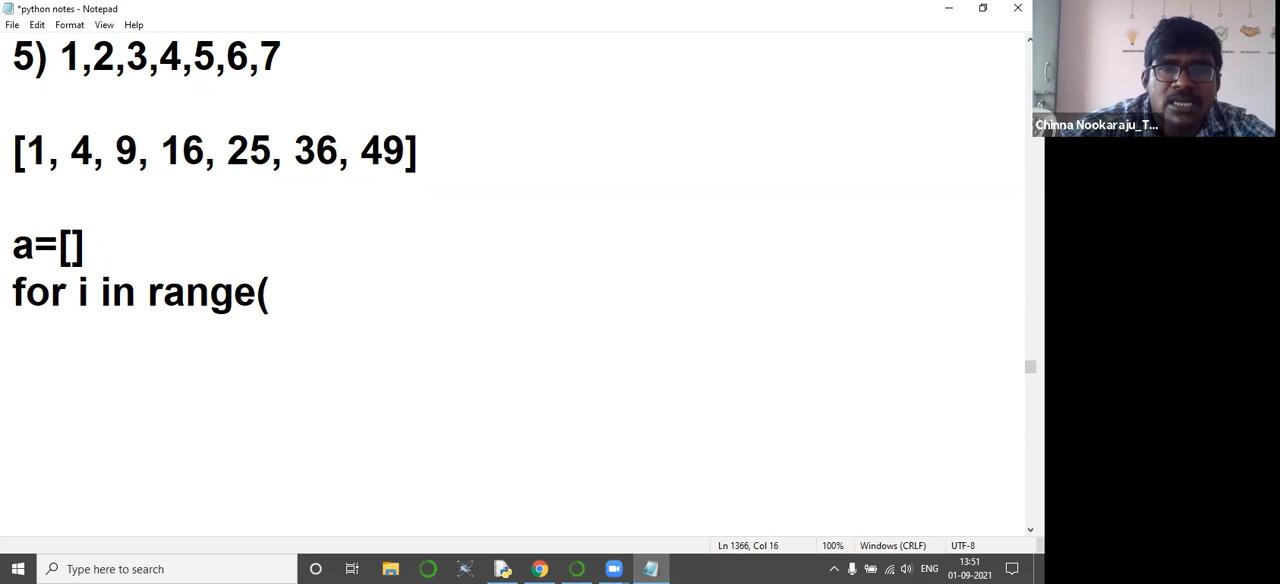 *python notes - Notepad
File Edit Format View Help
5) 1,2,3,4,5,6,7
[1, 4, 9, 16, 25, 36, 49]
a=[]
for i in range(
Chinna Nookaraju_T...
Ln 1366, Col 16 100% Windows (CRLF) UTF-8
Type here to search
ENG
13:51
01-09-2021